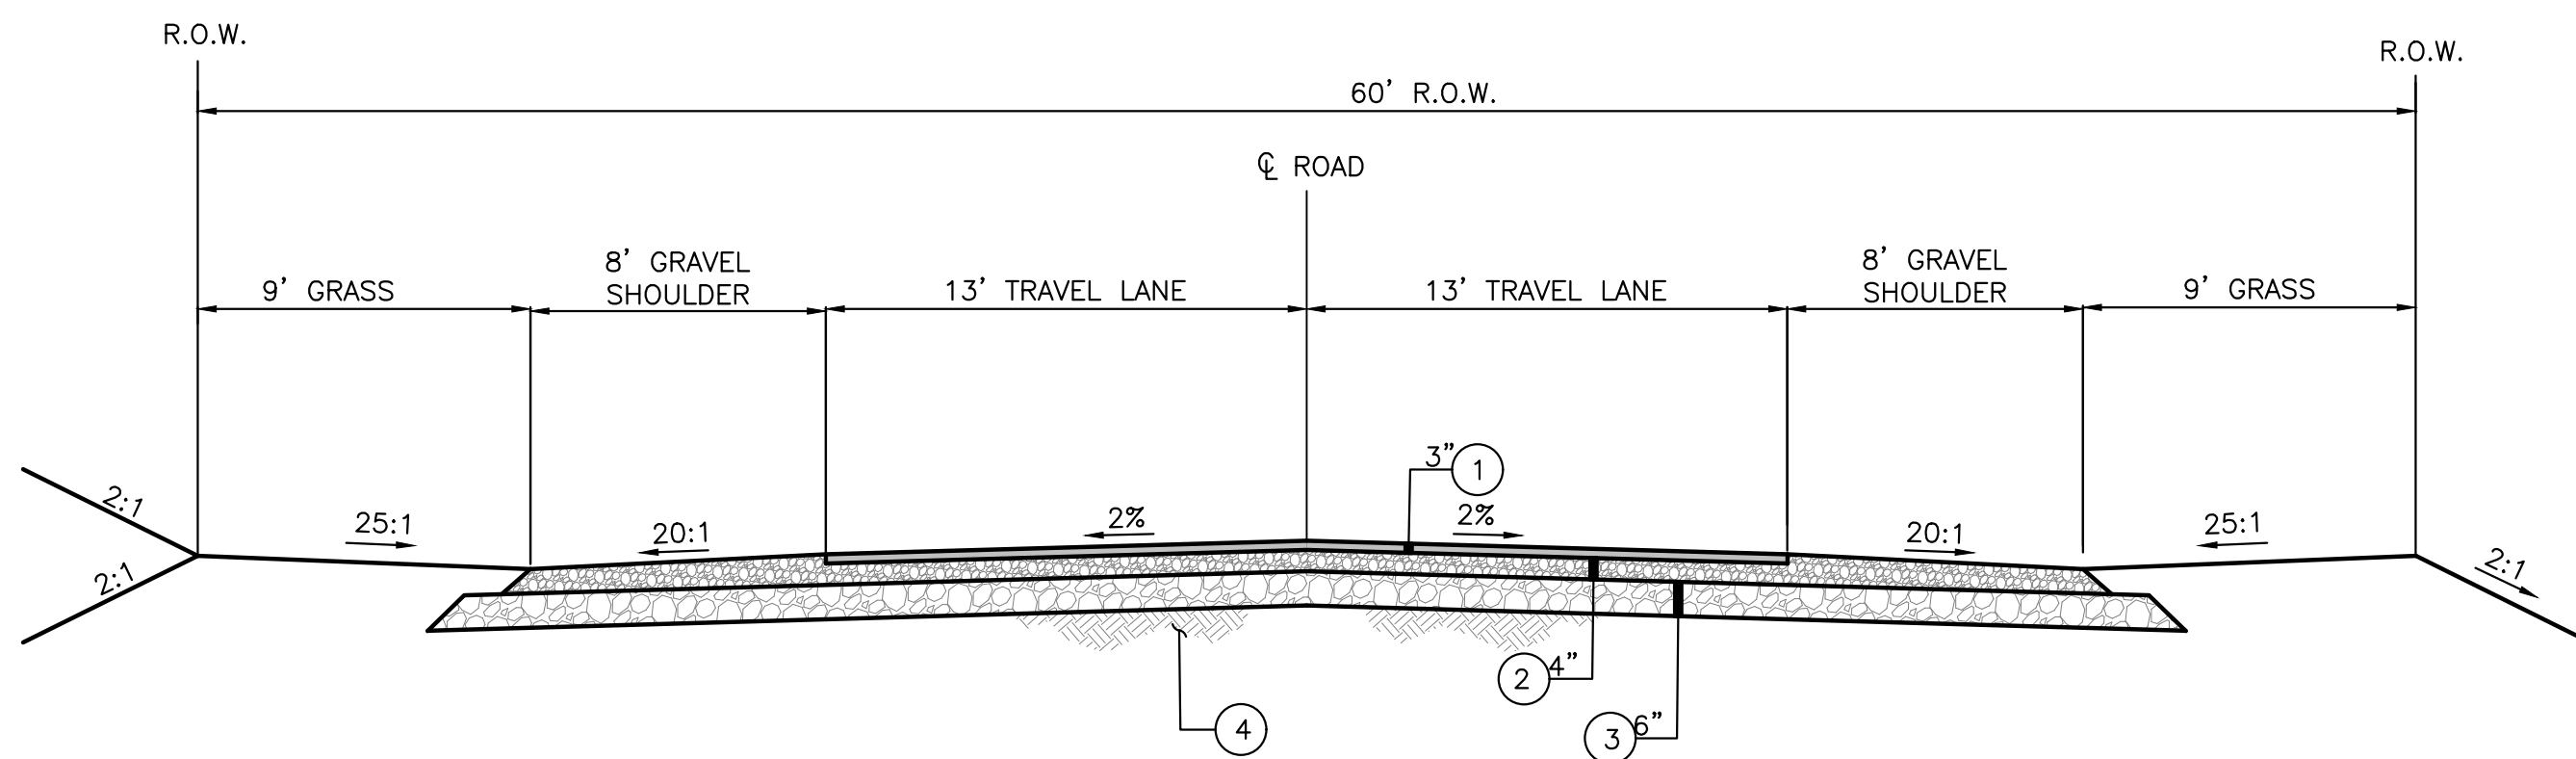 R.O.W.
R.O.W.
60' R.O.W.
℄ ROAD
9' GRASS
8' GRAVEL
SHOULDER
13' TRAVEL LANE
13' TRAVEL LANE
8' GRAVEL
SHOULDER
9' GRASS
2:1
2:1
25:1
20:1
2%
3" 1
2%
20:1
25:1
2:1
2 4"
3 6"
4